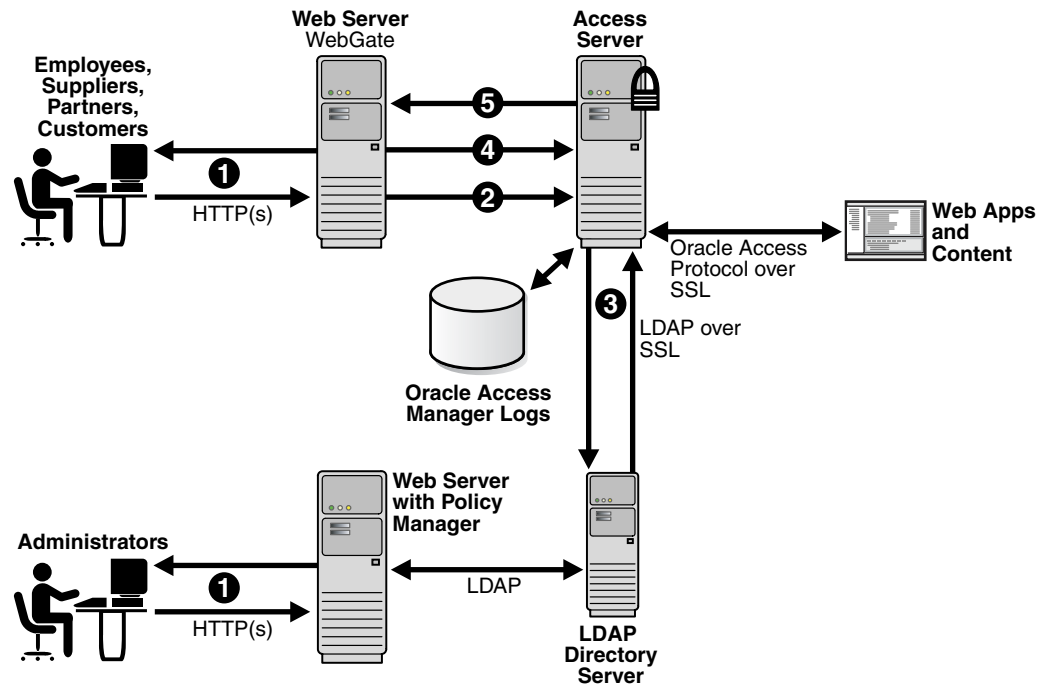 Web Server
WebGate
Access
Server
Employees,
Suppliers,
Partners,
Customers
5
4
1
2
HTTP(s)
Web Apps
and
Content
Oracle Access
Protocol over
SSL
3
LDAP over
SSL
Oracle Access
Manager Logs
Web Server
with Policy
Manager
Administrators
1
LDAP
HTTP(s)
LDAP
Directory
Server